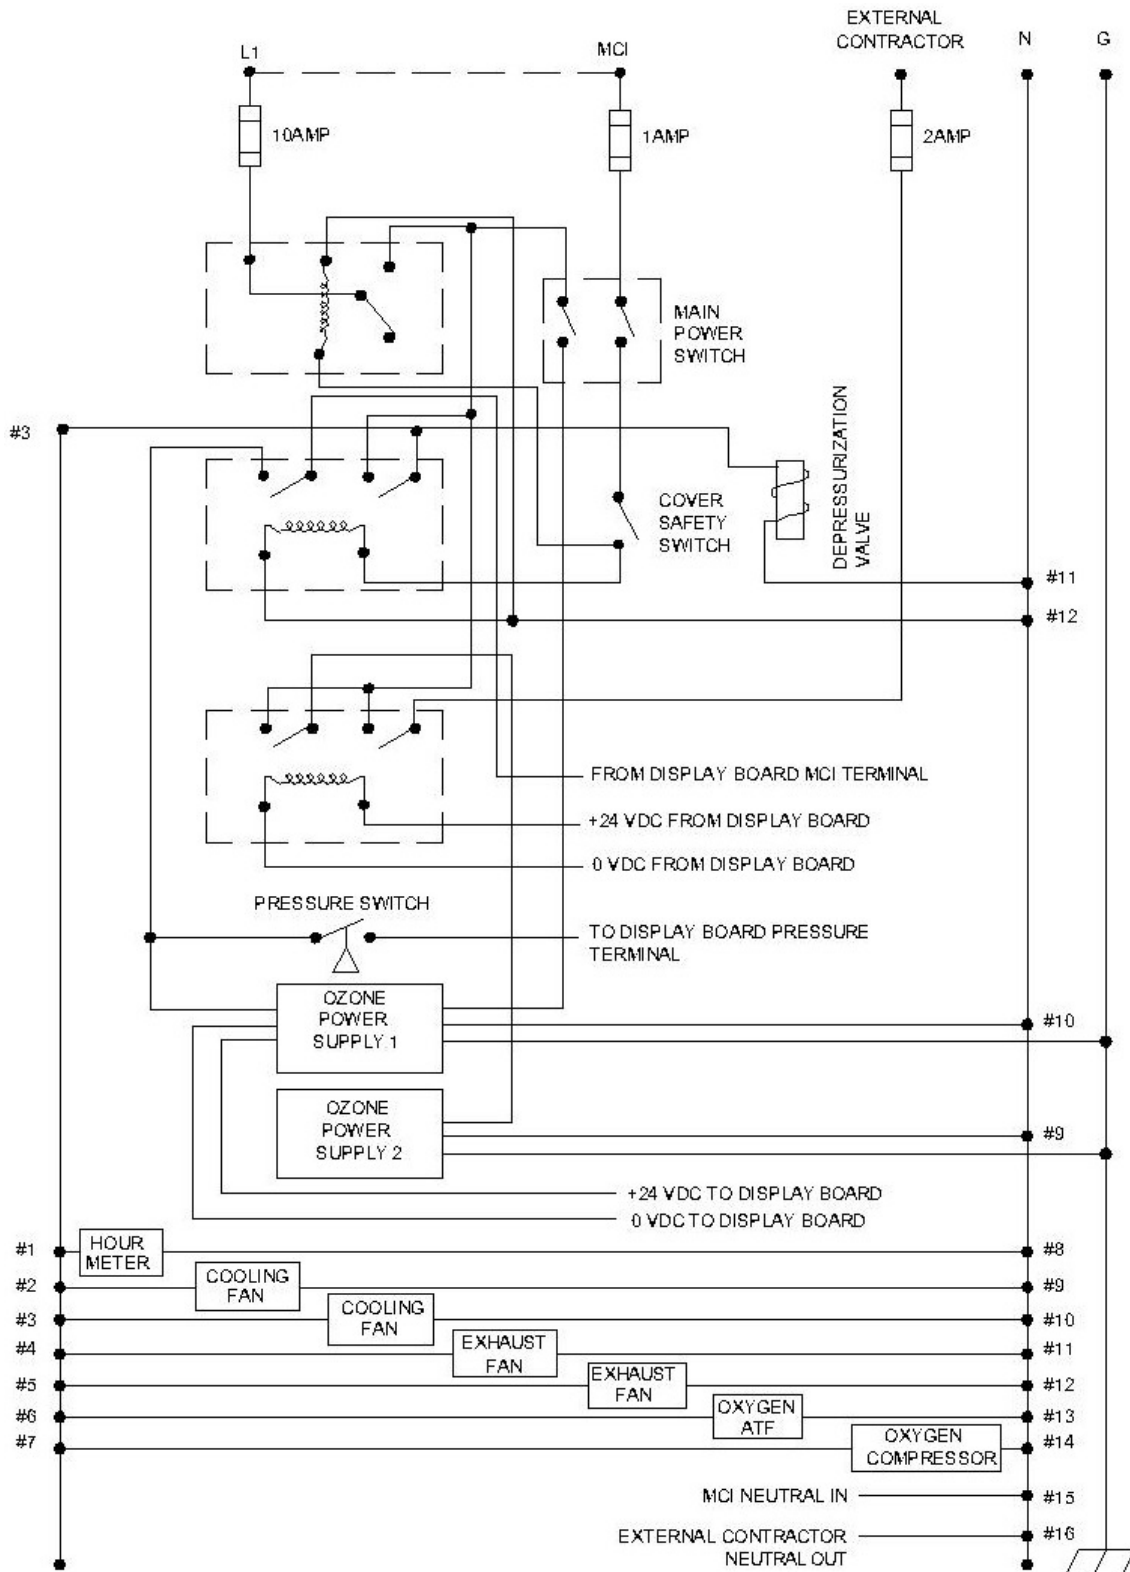 EXTERNAL
CONTRACTOR
N
G
L1
MCI
10AMP
1AMP
2AMP
MAIN
POWER
SWITCH
#3
DEPRESSURIZATION
VALVE
COVER
SAFETY
SWITCH
#11
#12
FROM DISPLAY BOARD MCI TERMINAL
+24 VDC FROM DISPLAY BOARD
0 VDC FROM DISPLAY BOARD
PRESSURE SWITCH
TO DISPLAY BOARD PRESSURE
TERMINAL
OZONE
POWER
SUPPLY 1
#10
OZONE
POWER
SUPPLY 2
#9
+24 VDC TO DISPLAY BOARD
0 VDC TO DISPLAY BOARD
#1
HOUR
METER
#8
#2
COOLING
FAN
#9
#3
COOLING
FAN
#10
#4
EXHAUST
FAN
#11
#5
EXHAUST
FAN
#12
#6
OXYGEN
ATF
#13
#7
OXYGEN
COMPRESSOR
#14
MCI NEUTRAL IN
#15
EXTERNAL CONTRACTOR
NEUTRAL OUT
#16